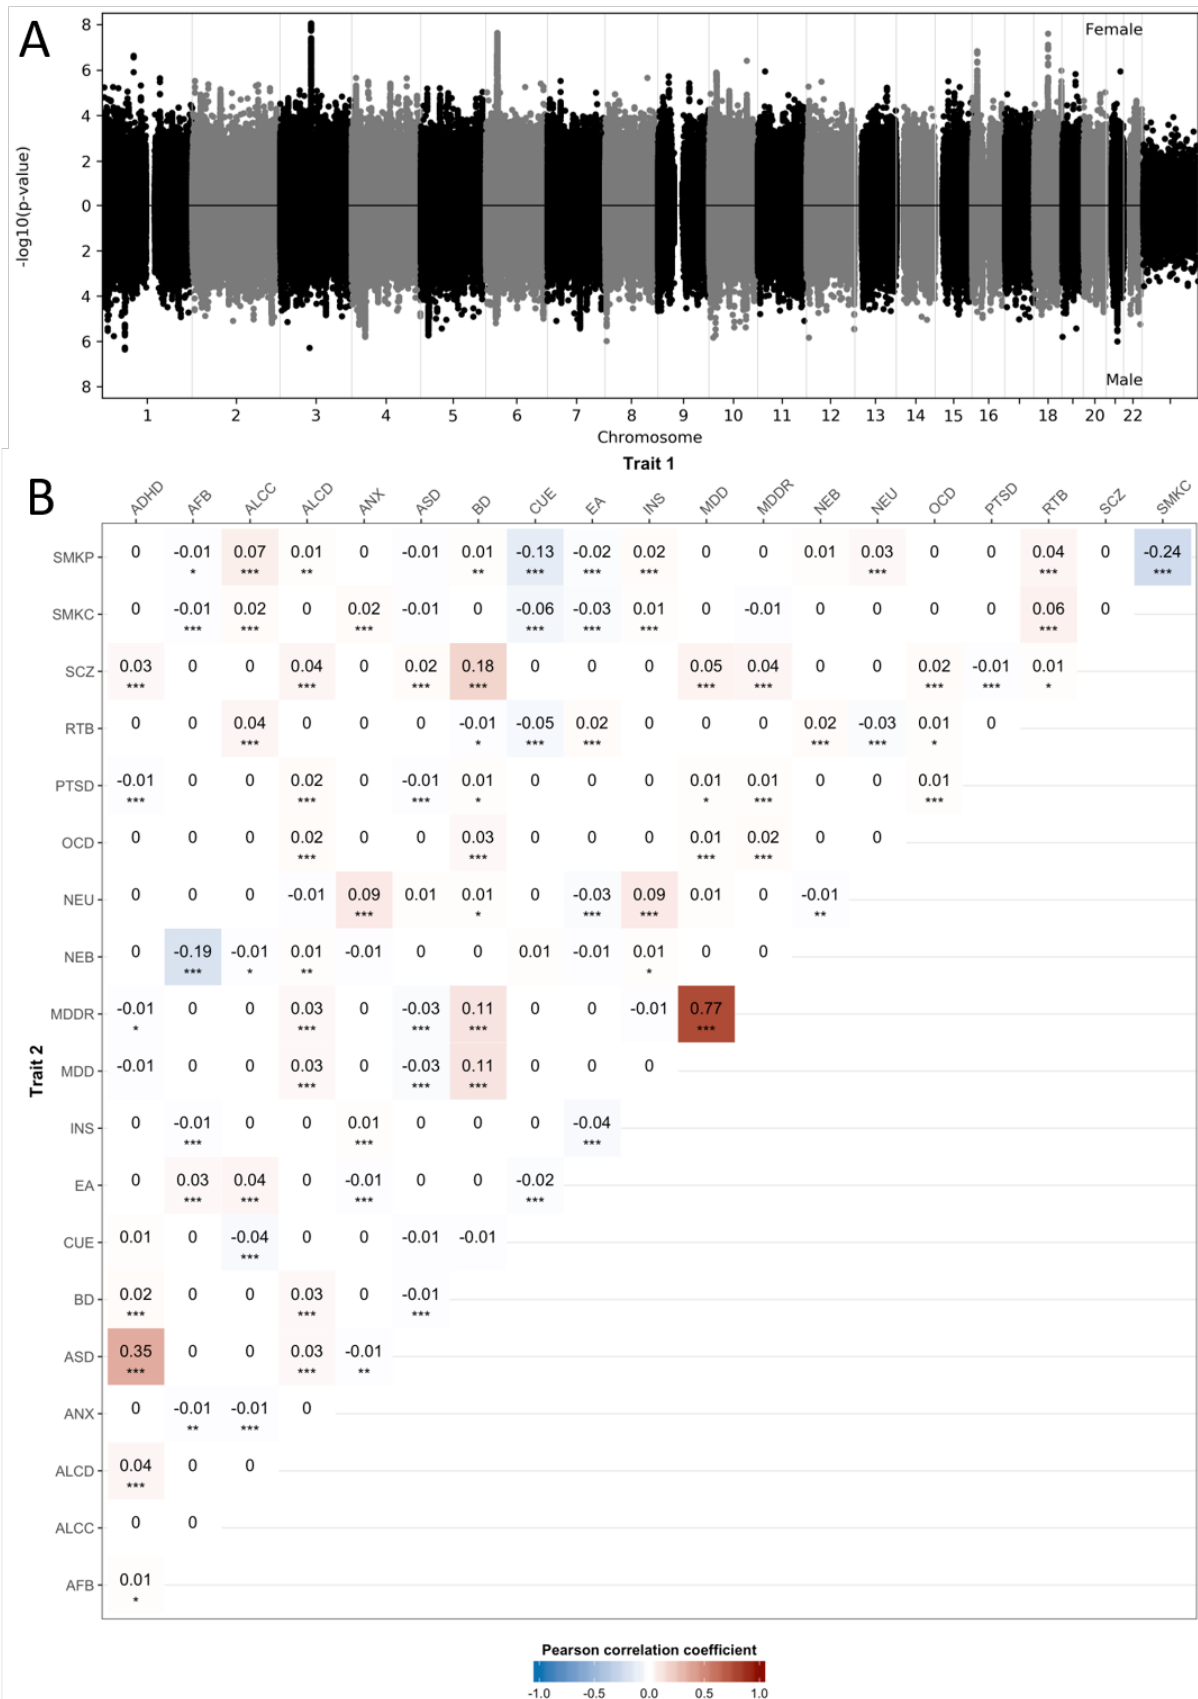 A
Female
8
6
4
2
0
2
4
6
8
-log10(p-value)
Male
1 2 3 4 5 6 7 8 9 10 11 12 13 14 15 16 18 20 22
Chromosome
Trait 1
B
ADHD AFB ALCC ALCD ANX ASD BD CUE EA INS MDD MDDR NEB NEU OCD PTSD RTB SCZ SMKC
SMKP 0 -0.01 0.07 0.01 0 -0.01 0.01 -0.13 -0.02 0.02 0 0 0.01 0.03 0 0 0.04 0 -0.24
* *** ** ** *** *** *** *** *** ***
SMKC 0 -0.01 0.02 0 0.02 -0.01 0 -0.06 -0.03 0.01 0 -0.01 0 0 0 0 0.06 0
*** *** *** *** *** *** ***
SCZ 0.03 0 0 0.04 0 0.02 0.18 0 0 0 0.05 0.04 0 0 0.02 -0.01 0.01
*** *** *** *** *** *** *** *** *
RTB 0 0 0.04 0 0 0 -0.01 -0.05 0.02 0 0 0 0.02 -0.03 0.01 0
*** * *** *** *** *** *
PTSD -0.01 0 0 0.02 0 -0.01 0.01 0 0 0 0.01 0.01 0 0 0.01
*** *** *** * * *** ***
OCD 0 0 0 0.02 0 0 0.03 0 0 0 0.01 0.02 0 0
*** *** *** ***
NEU 0 0 0 -0.01 0.09 0.01 0.01 0 -0.03 0.09 0.01 0 -0.01
*** * *** *** **
NEB 0 -0.19 -0.01 0.01 -0.01 0 0 0.01 -0.01 0.01 0 0
*** * ** *
MDDR -0.01 0 0 0.03 0 -0.03 0.11 0 0 -0.01 0.77
* *** *** *** ***
Trait 2
MDD -0.01 0 0 0.03 0 -0.03 0.11 0 0 0
*** *** ***
INS 0 -0.01 0 0 0.01 0 0 0 -0.04
*** *** ***
EA 0 0.03 0.04 0 -0.01 0 0 -0.02
*** *** *** ***
CUE 0.01 0 -0.04 0 0 -0.01 -0.01
***
BD 0.02 0 0 0.03 0 -0.01
*** *** ***
ASD 0.35 0 0 0.03 -0.01
*** *** **
ANX 0 -0.01 -0.01 0
** ***
ALCD 0.04 0 0
***
ALCC 0 0
AFB 0.01
*
Pearson correlation coefficient
-1.0 -0.5 0.0 0.5 1.0